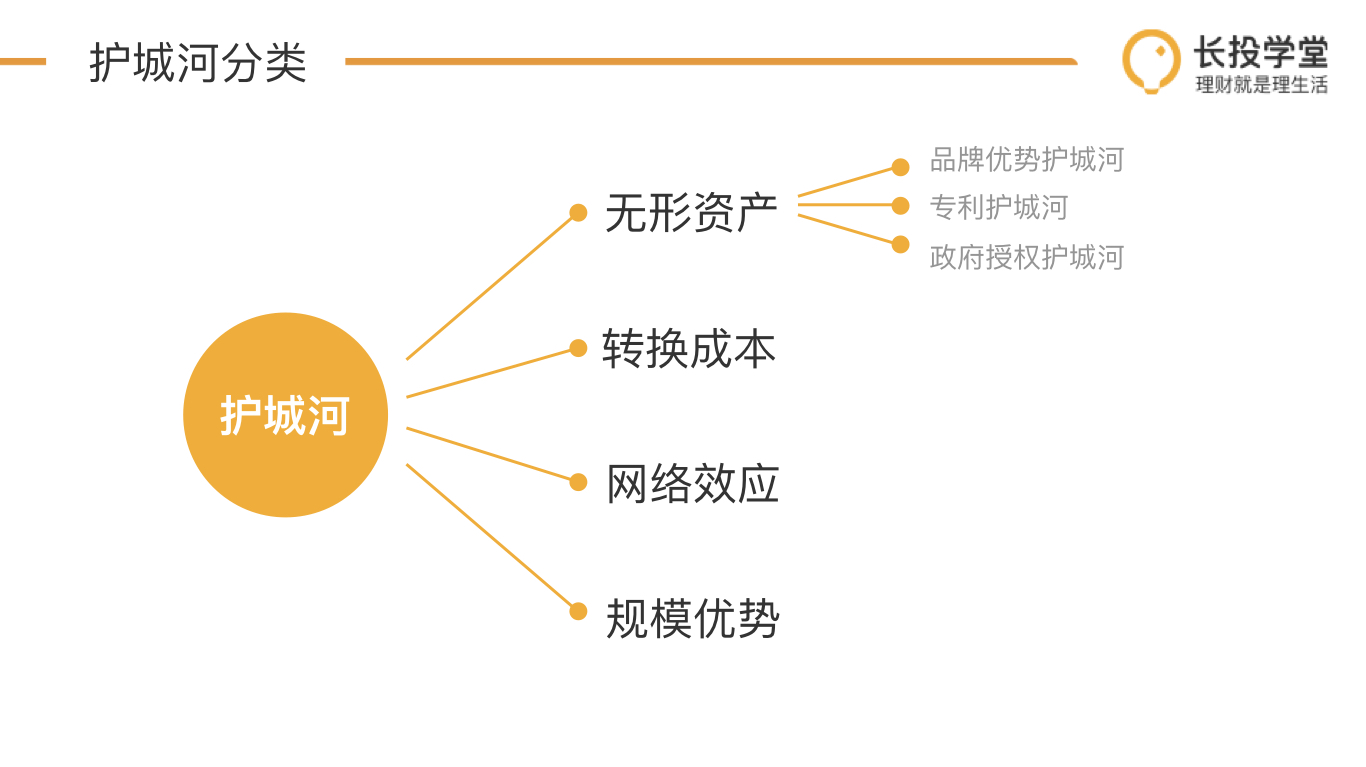 护城河分类
长投学堂
理财就是理生活
护城河
无形资产
品牌优势护城河
专利护城河
政府授权护城河
转换成本
网络效应
规模优势